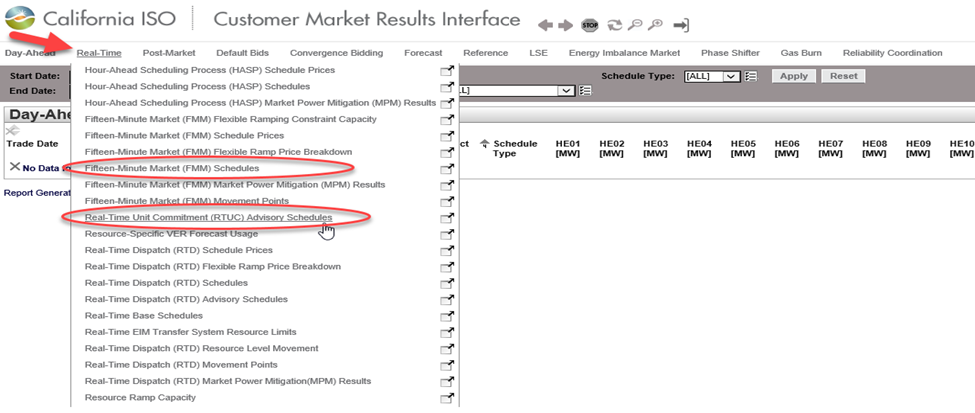 California ISO
Customer Market Results Interface
STOP
Day-Ahead Real-Time Post-Market Default Bids Convergence Bidding Forecast Reference LSE Energy Imbalance Market Phase Shifter Gas Burn Reliability Coordination
Start Date: Schedule Type: [ALL] Apply Reset
End Date: LL]
Day-Ahe
Trade Date ct Schedule Type HE01 [MW] HE02 [MW] HE03 [MW] HE04 [MW] HE05 [MW] HE06 [MW] HE07 [MW] HE08 [MW] HE09 [MW] HE10 [MW]
No Data
Report Generat
Hour-Ahead Scheduling Process (HASP) Schedule Prices
Hour-Ahead Scheduling Process (HASP) Schedules
Hour-Ahead Scheduling Process (HASP) Market Power Mitigation (MPM) Results
Fifteen-Minute Market (FMM) Flexible Ramping Constraint Capacity
Fifteen-Minute Market (FMM) Schedule Prices
Fifteen-Minute Market (FMM) Flexible Ramp Price Breakdown
Fifteen-Minute Market (FMM) Schedules
Fifteen-Minute Market (FMM) Market Power Mitigation (MPM) Results
Fifteen-Minute Market (FMM) Movement Points
Real-Time Unit Commitment (RTUC) Advisory Schedules
Resource-Specific VER Forecast Usage
Real-Time Dispatch (RTD) Schedule Prices
Real-Time Dispatch (RTD) Flexible Ramp Price Breakdown
Real-Time Dispatch (RTD) Schedules
Real-Time Dispatch (RTD) Advisory Schedules
Real-Time Base Schedules
Real-Time EIM Transfer System Resource Limits
Real-Time Dispatch (RTD) Resource Level Movement
Real-Time Dispatch (RTD) Movement Points
Real-Time Dispatch (RTD) Market Power Mitigation(MPM) Results
Resource Ramp Capacity